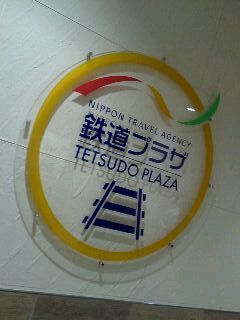 NIPPON TRAVEL AGENCY
鉄道プラザ
TETSUDO PLAZA